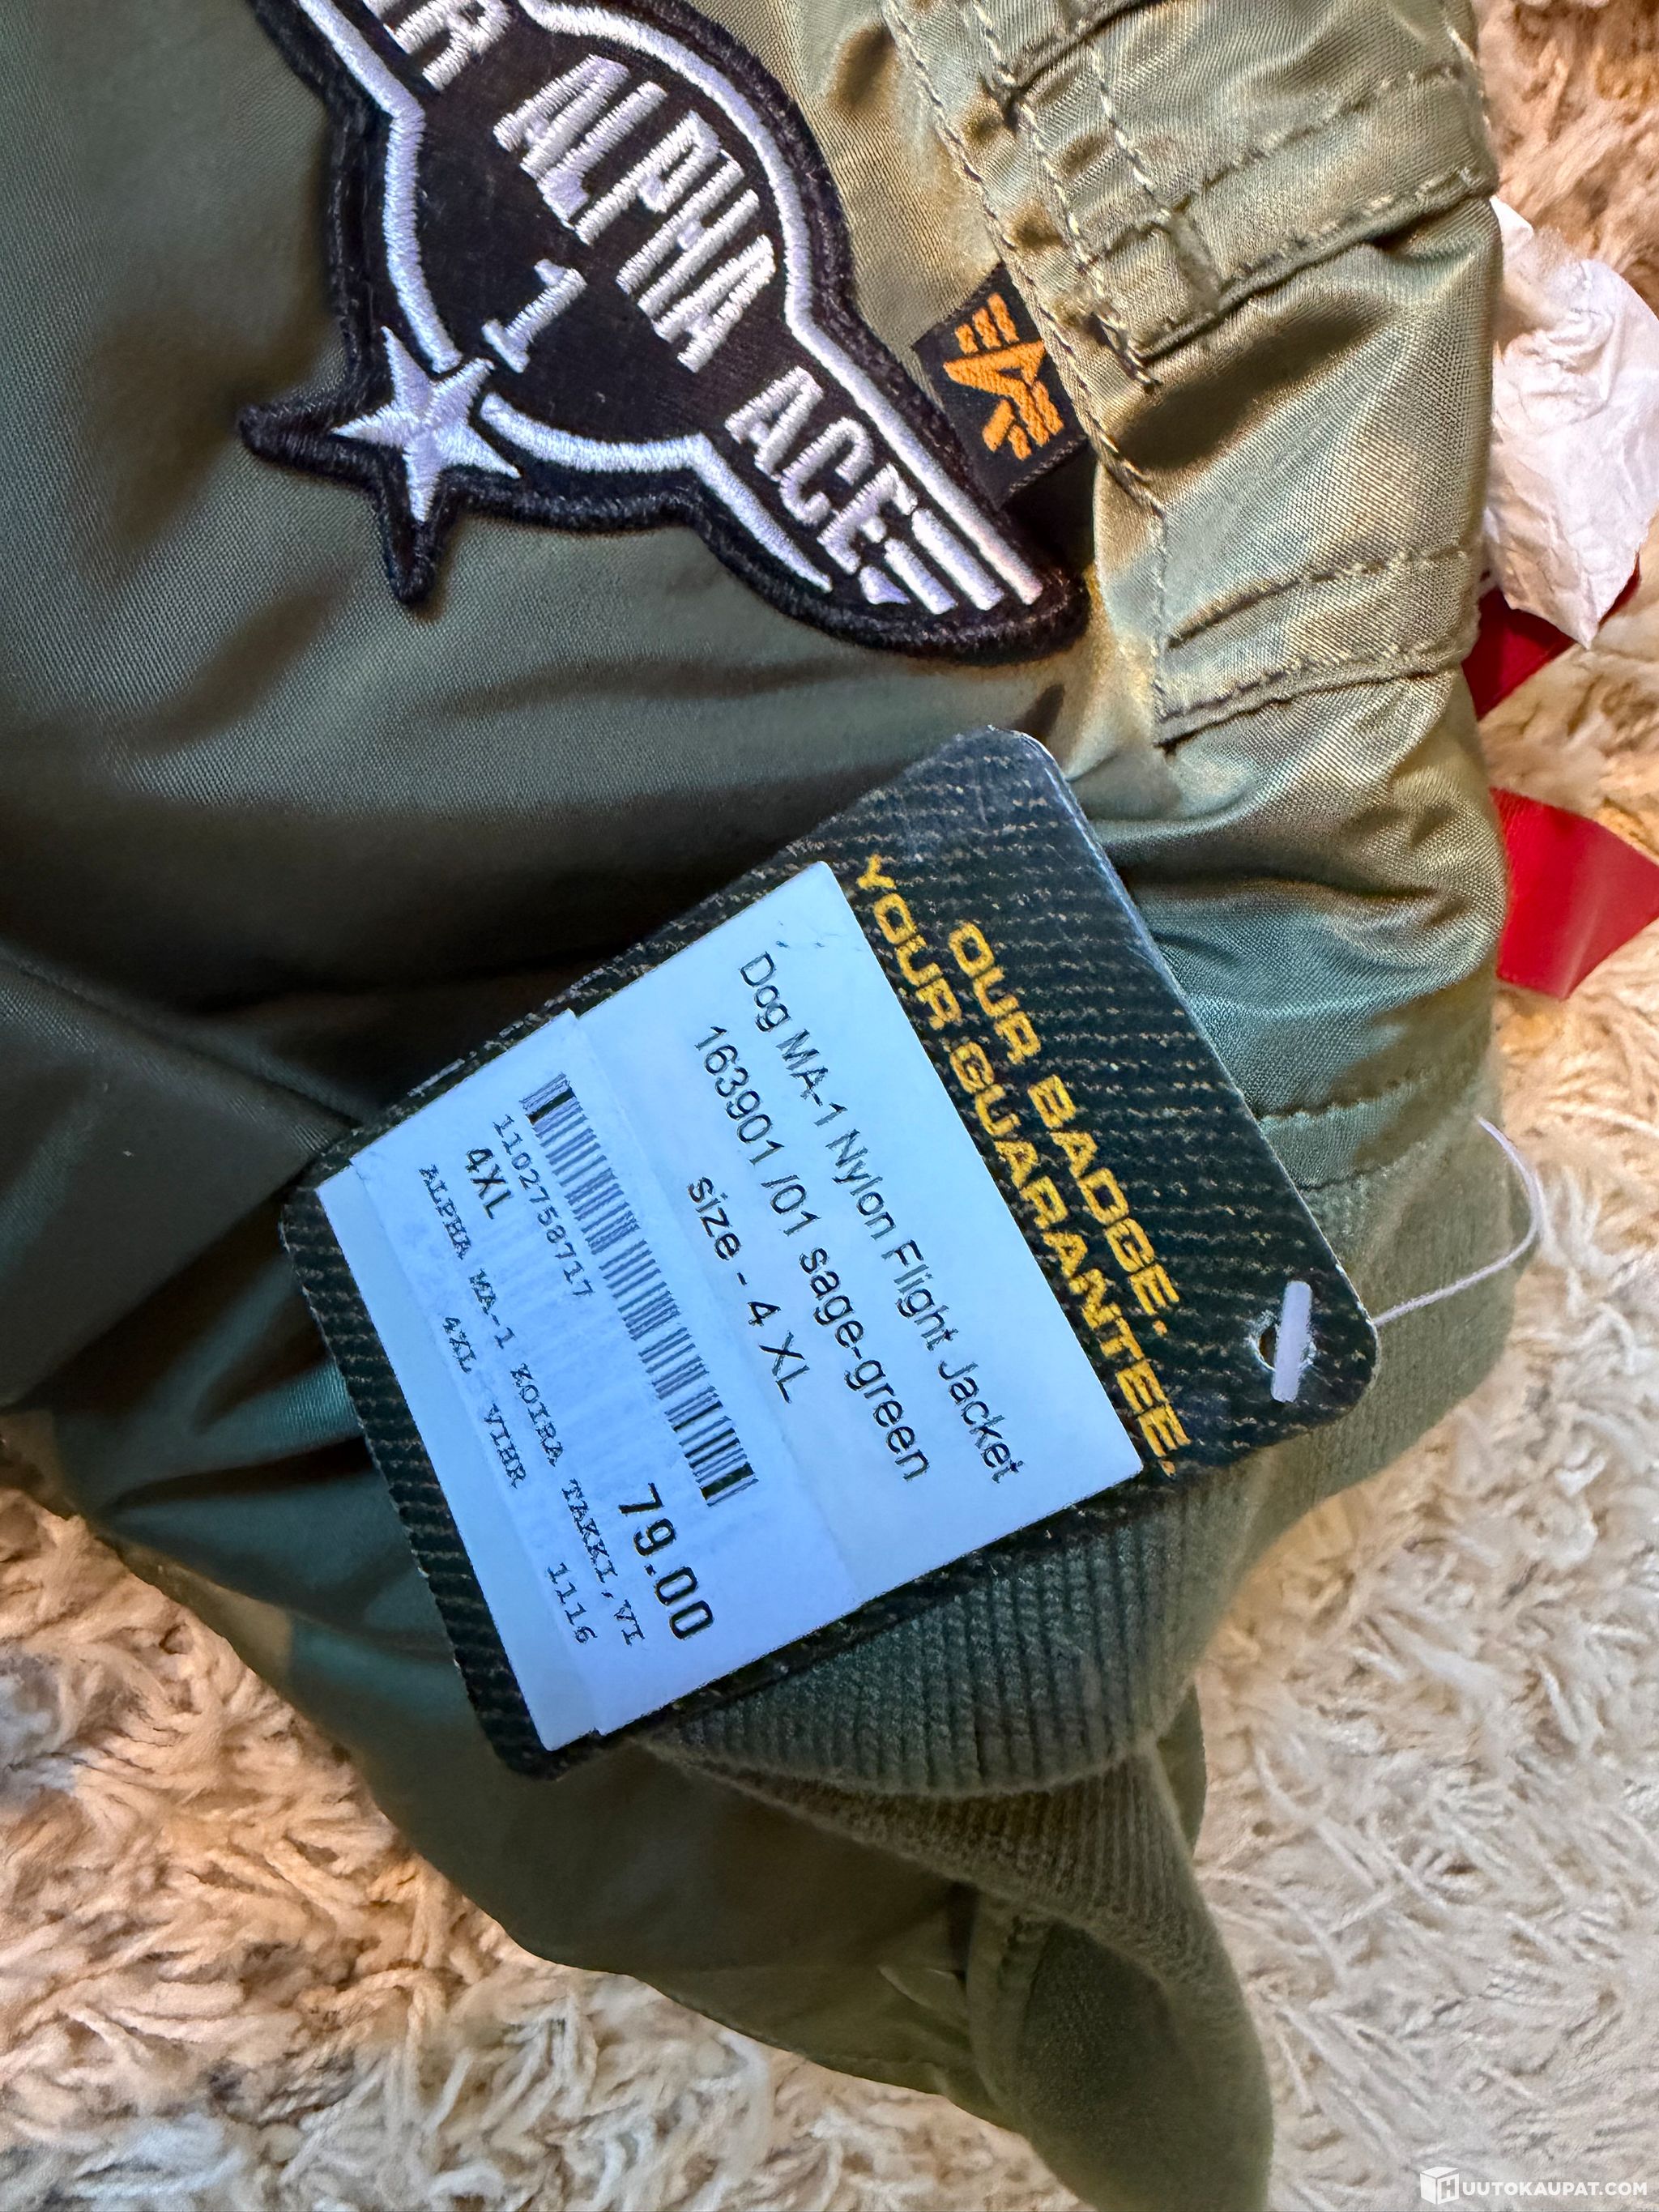 ALPHA ACE
1
OUR BADGE.
YOUR GUARANTEE.
Dog MA-1 Nylon Flight Jacket
163901 /01 sage-green
size - 4 XL
1102758717
4XL
79.00
ALPHA MA-1 KOIRA TAKKI,VI
4XL VIHR 1116
HUUTOKAUPAT.COM